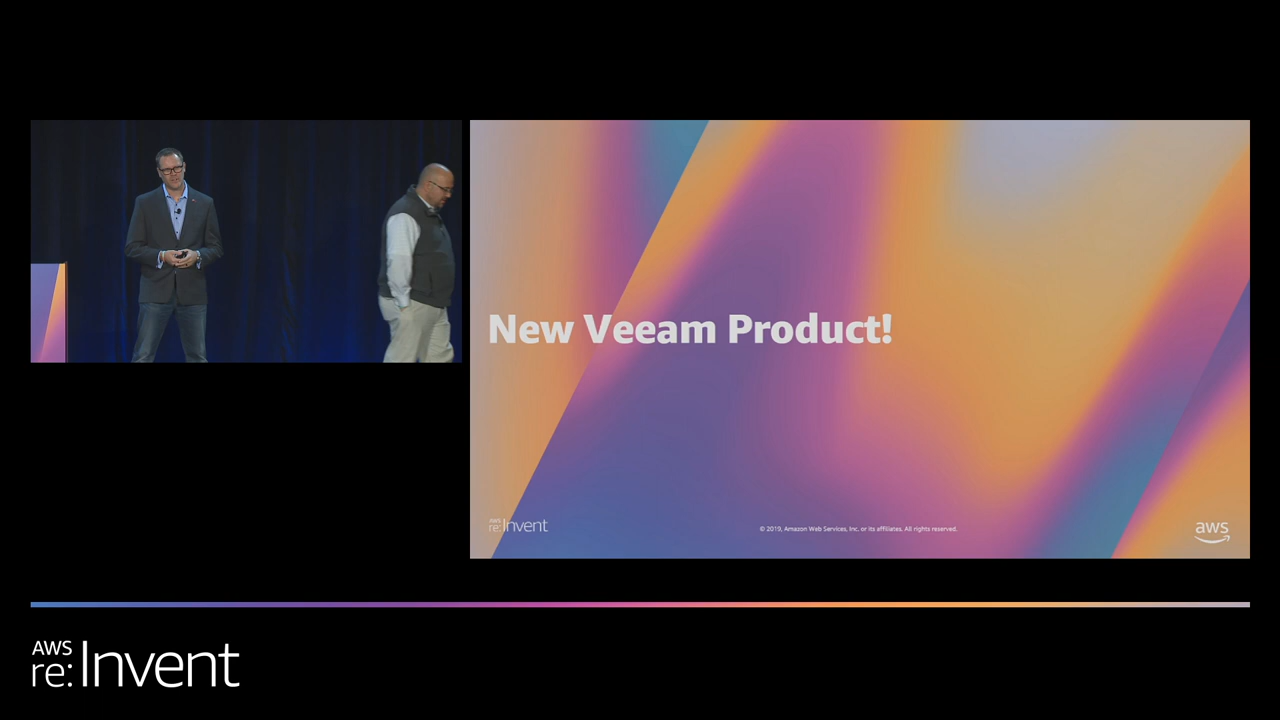 New Veeam Product!
aws
re:Invent
© 2019, Amazon Web Services, Inc. or its affiliates. All rights reserved.
aws
AWS
re:Invent